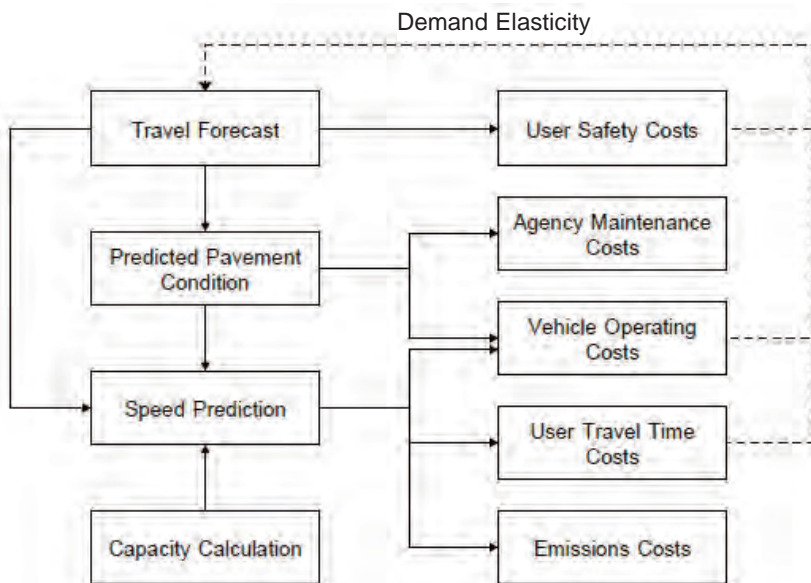 Demand Elasticity
Travel Forecast
User Safety Costs
Agency Maintenance
Costs
Predicted Pavement
Condition
Vehicle Operating
Costs
Speed Prediction
User Travel Time
Costs
Capacity Calculation
Emissions Costs